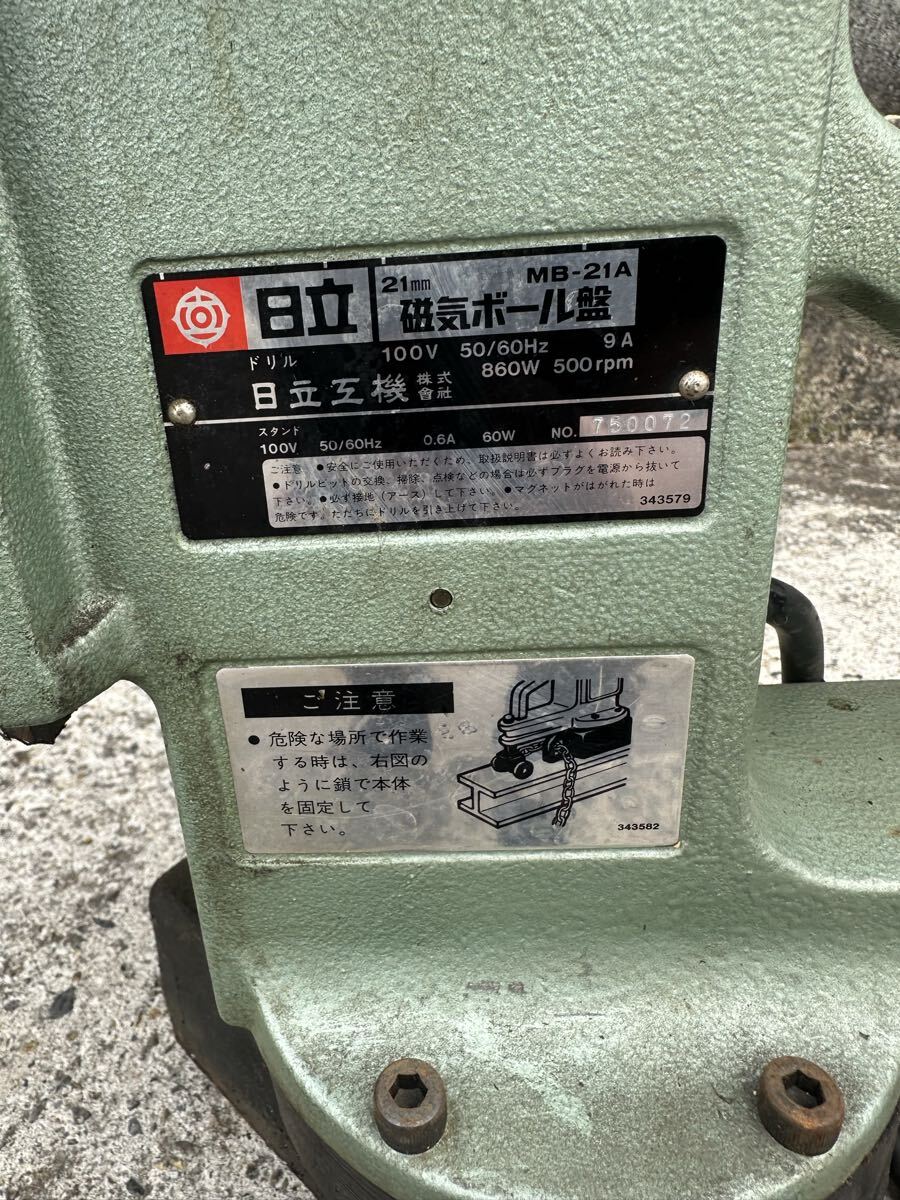 日立 21mm MB-21A
磁気ボール盤
ドリル 100V 50/60Hz 9A
860W 500rpm
日立工機 株式會社
スタンド
100V 50/60Hz 0.6A 60W NO. 750072
ご注意 ●安全にご使用いただくため、取扱説明書は必ずよくお読み下さい。
●ドリルビットの交換、掃除、点検などの場合は必ずプラグを電源から抜いて
下さい。●必ず接地(アース)して下さい。●マグネットがはがれた時は
危険です。ただちにドリルを引き上げて下さい。 343579
ご注意
●危険な場所で作業
する時は、右図の
ように鎖で本体
を固定して
下さい。
343582